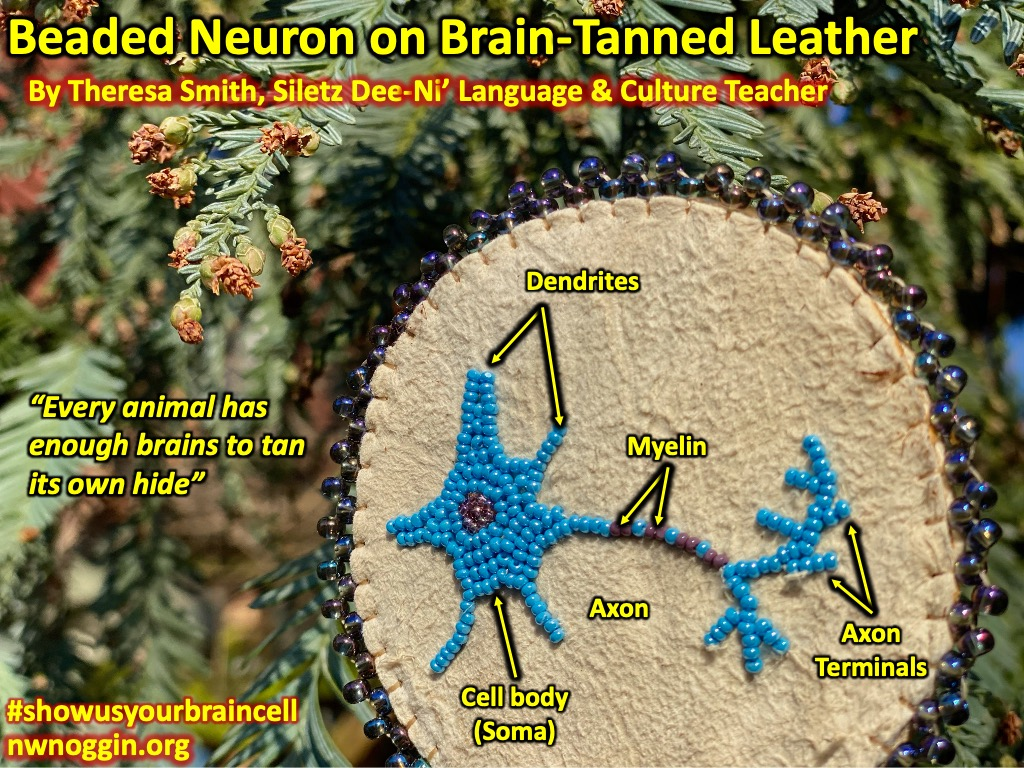 Beaded Neuron on Brain-Tanned Leather
By Theresa Smith, Siletz Dee-Ni’ Language & Culture Teacher
Dendrites
“Every animal has
enough brains to tan
its own hide”
Myelin
Axon
Axon
Terminals
Cell body
(Soma)
#showusyourbraincell
nwnoggin.org